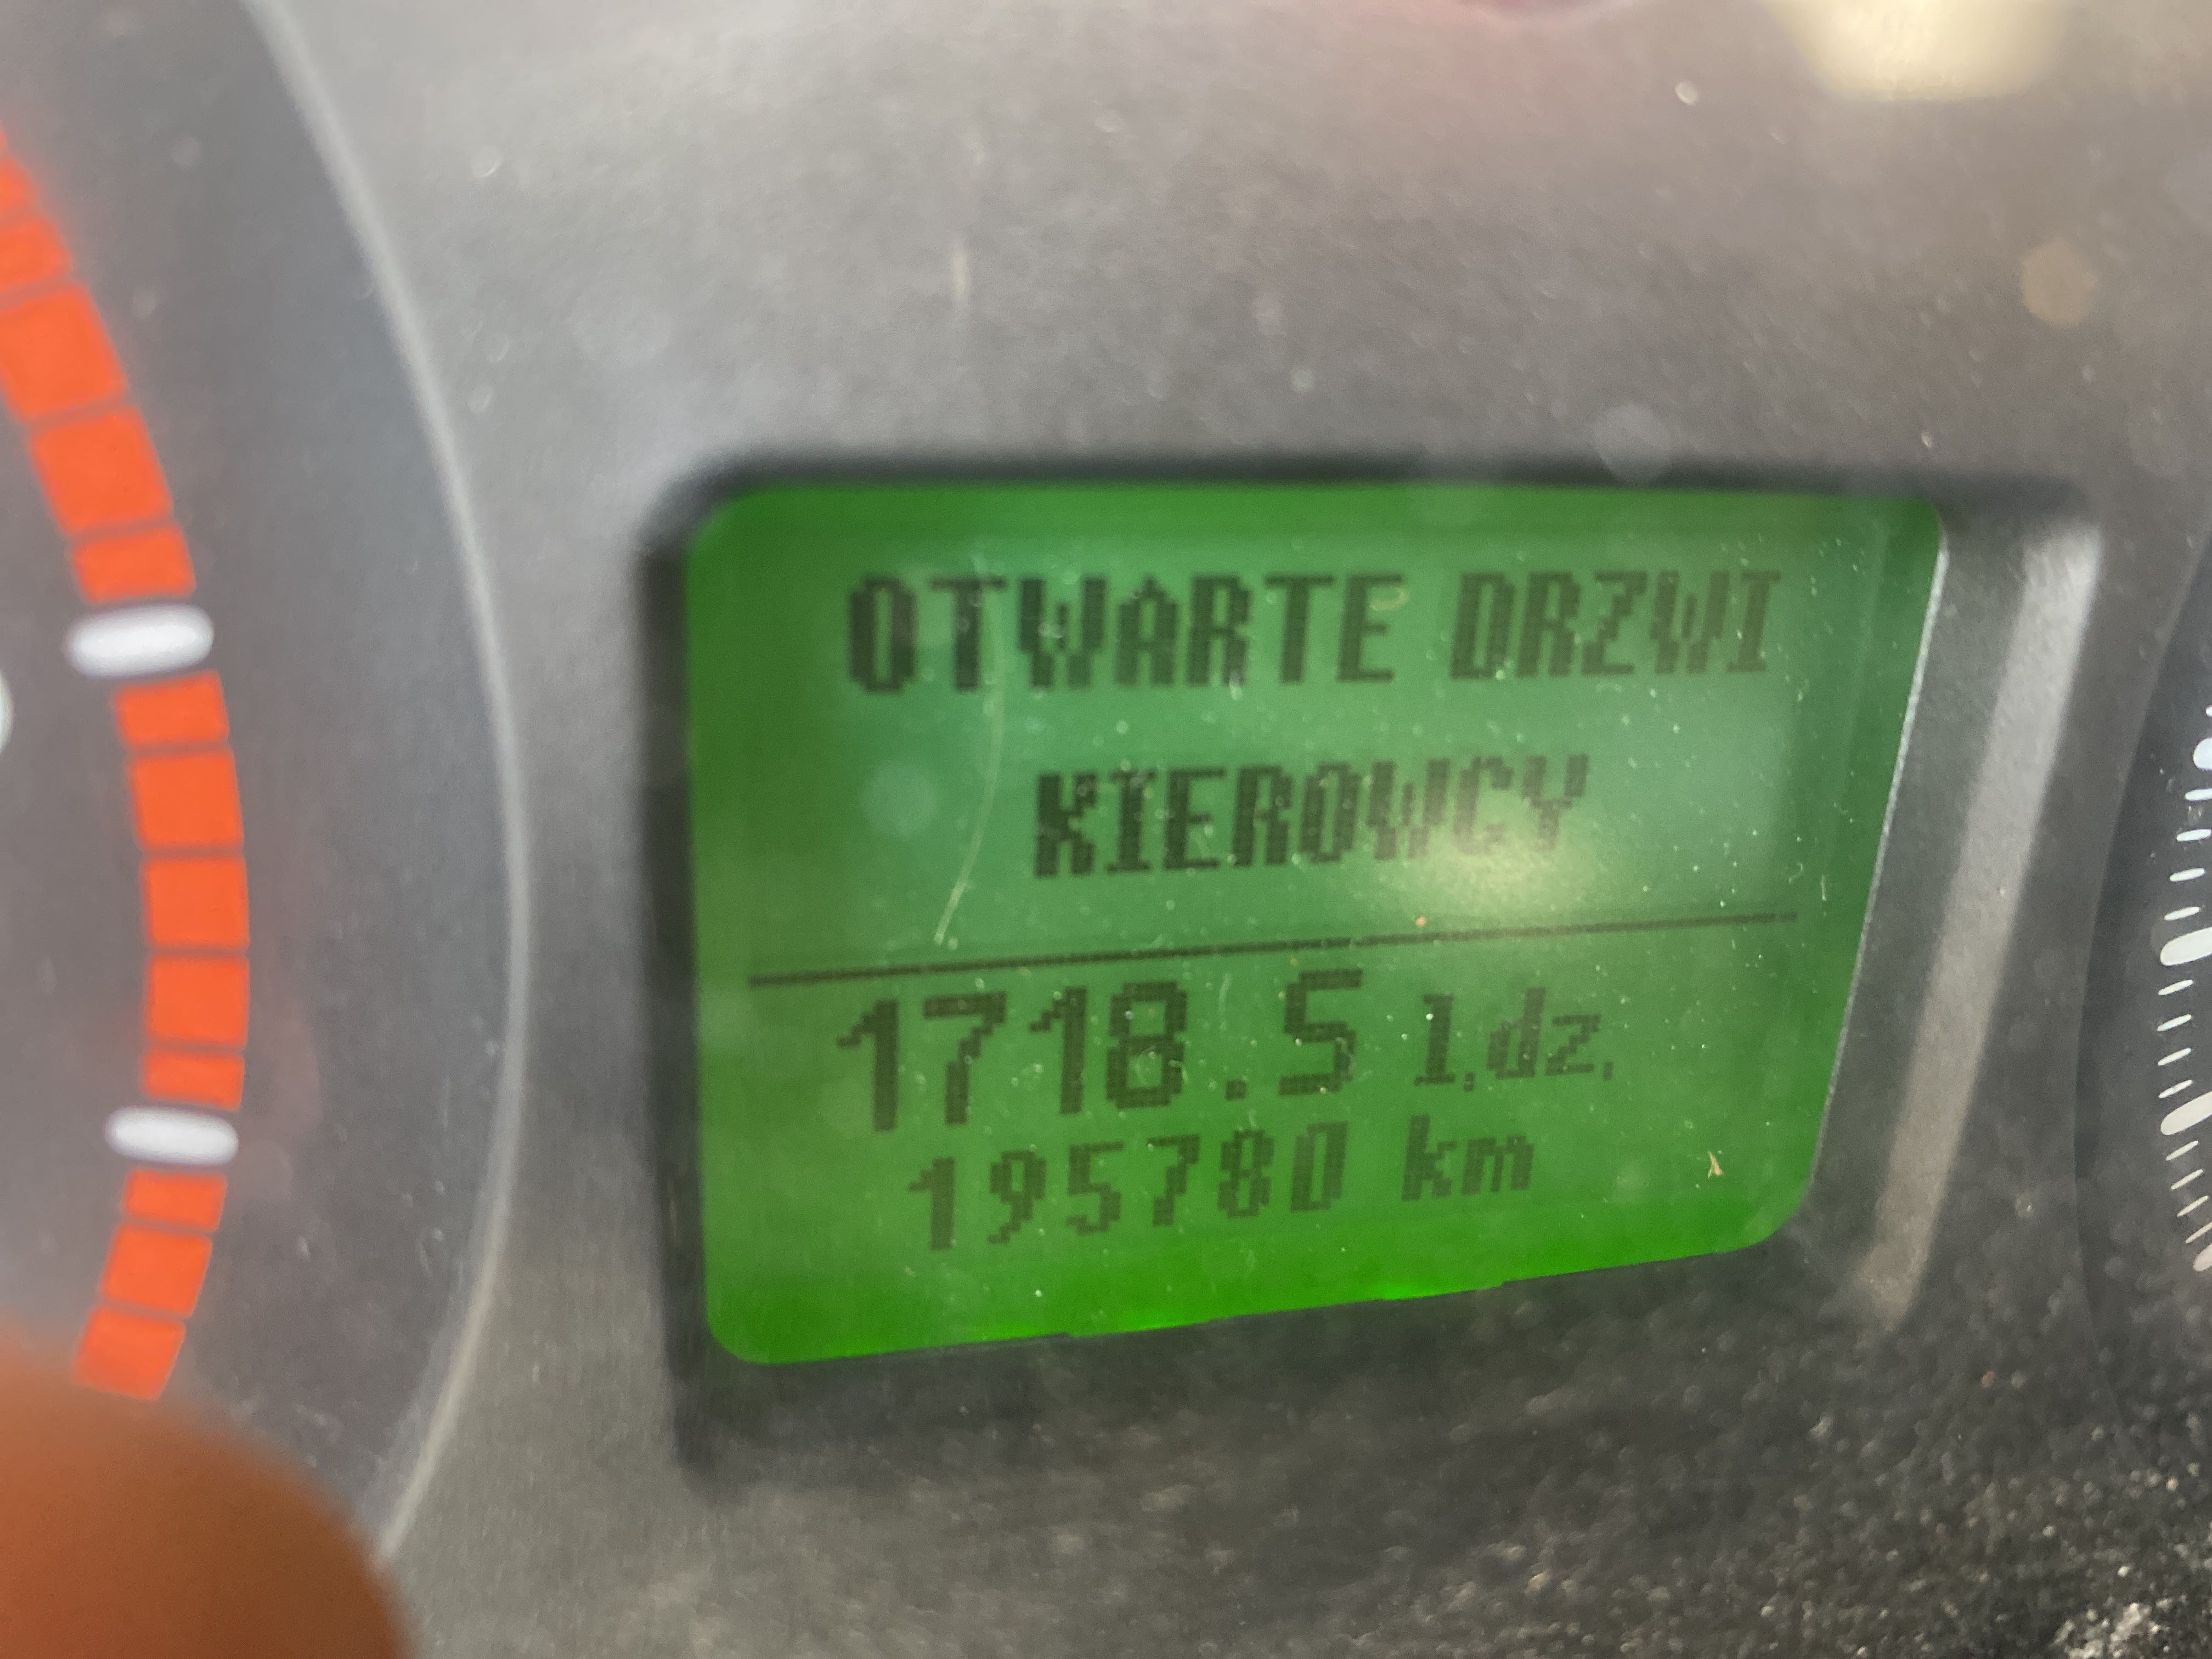 OTWARTE DRZWI
KIEROWCY
1718.5 l.dz.
195780 km